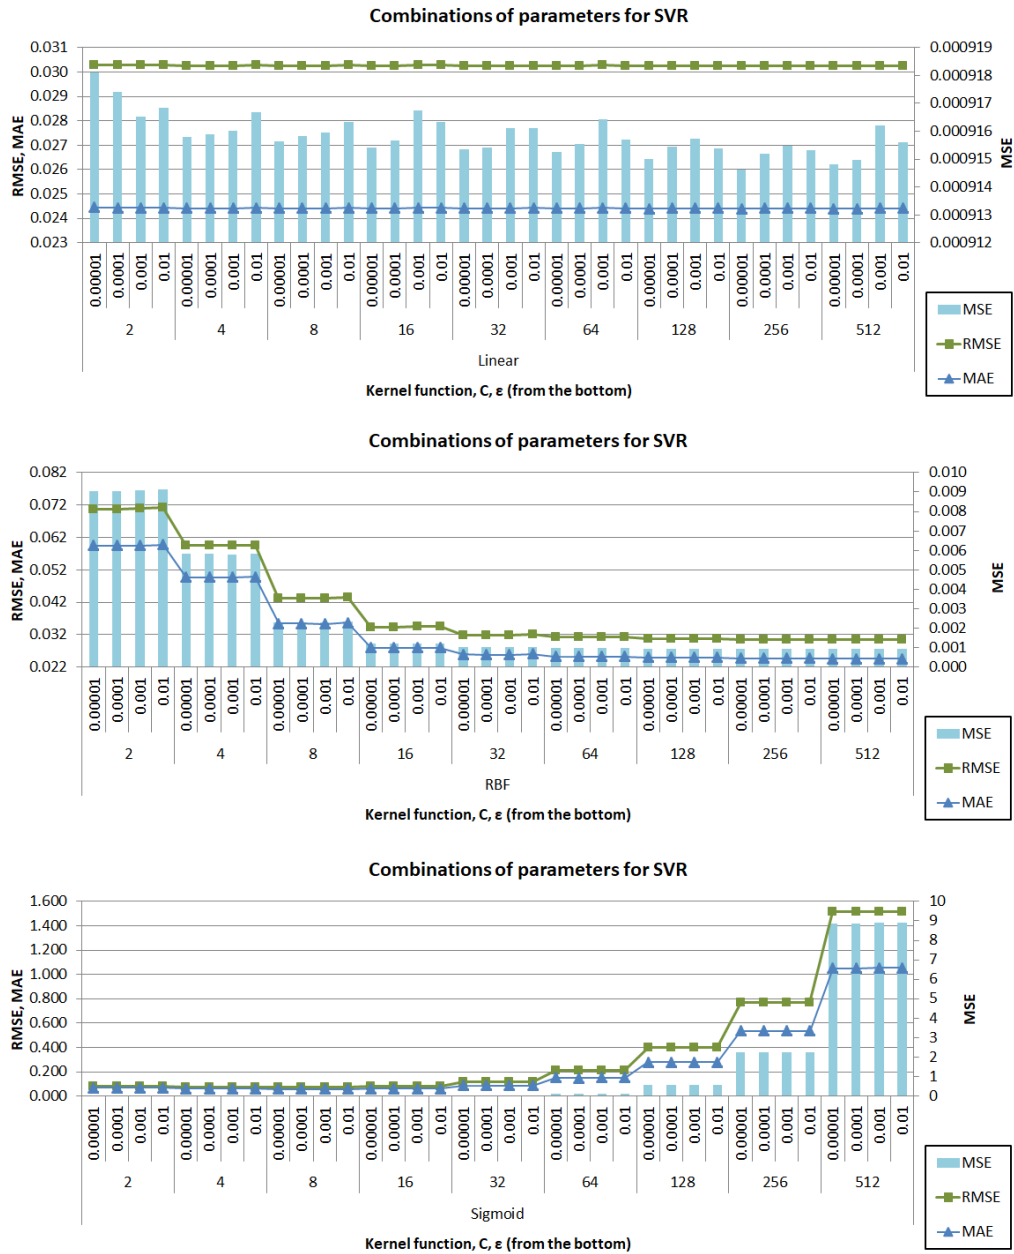 Combinations of parameters for SVR
0.031 0.000919
0.030 0.000918
0.029 0.000917
0.028 0.000916
0.027
0.026 0.000915
0.025 0.000914
0.024 0.000913
0.023 0.000912
RMSE, MAE
MSE
0.00001 0.0001 0.001 0.01 0.00001 0.0001 0.001 0.01 0.00001 0.0001 0.001 0.01 0.00001 0.0001 0.001 0.01 0.00001 0.0001 0.001 0.01 0.00001 0.0001 0.001 0.01 0.00001 0.0001 0.001 0.01 0.00001 0.0001 0.001 0.01 0.00001 0.0001 0.001 0.01
2 4 8 16 32 64 128 256 512
Linear
Kernel function, C, ε (from the bottom)
MSE
RMSE
MAE
Combinations of parameters for SVR
0.082 0.010
0.072 0.009
0.008
0.062 0.007
0.006
0.052 0.005
0.042 0.004
0.003
0.032 0.002
0.001
0.022 0.000
RMSE, MAE
MSE
0.00001 0.0001 0.001 0.01 0.00001 0.0001 0.001 0.01 0.00001 0.0001 0.001 0.01 0.00001 0.0001 0.001 0.01 0.00001 0.0001 0.001 0.01 0.00001 0.0001 0.001 0.01 0.00001 0.0001 0.001 0.01 0.00001 0.0001 0.001 0.01 0.00001 0.0001 0.001 0.01
2 4 8 16 32 64 128 256 512
RBF
Kernel function, C, ε (from the bottom)
MSE
RMSE
MAE
Combinations of parameters for SVR
1.600 10
1.400 9
1.200 8
7
1.000 6
0.800 5
0.600 4
3
0.400 2
0.200 1
0.000 0
RMSE, MAE
MSE
0.00001 0.0001 0.001 0.01 0.00001 0.0001 0.001 0.01 0.00001 0.0001 0.001 0.01 0.00001 0.0001 0.001 0.01 0.00001 0.0001 0.001 0.01 0.00001 0.0001 0.001 0.01 0.00001 0.0001 0.001 0.01 0.00001 0.0001 0.001 0.01 0.00001 0.0001 0.001 0.01
2 4 8 16 32 64 128 256 512
Sigmoid
Kernel function, C, ε (from the bottom)
MSE
RMSE
MAE